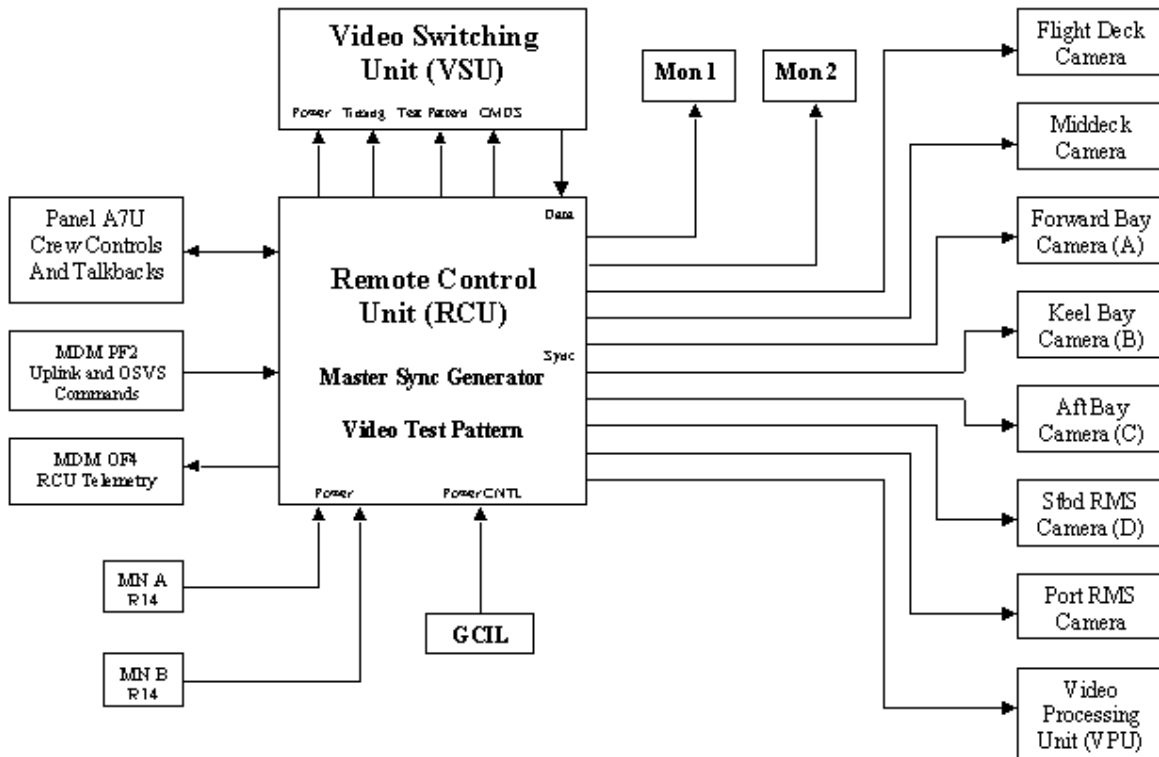 Video Switching
Unit (VSU)
Power Timing Test Pattern CMDS
Mon 1
Mon 2
Flight Deck
Camera
Middeck
Camera
Panel A7U
Crew Controls
And Talkbacks
Data
Remote Control
Unit (RCU)
Sync
Master Sync Generator
Video Test Pattern
Power
Power CNTL
Forward Bay
Camera (A)
MDM PF2
Uplink and OSVS
Commands
Keel Bay
Camera (B)
MDM OF4
RCU Telemetry
Aft Bay
Camera (C)
Stbd RMS
Camera (D)
MN A
R14
GCIL
Port RMS
Camera
MN B
R14
Video
Processing
Unit (VPU)